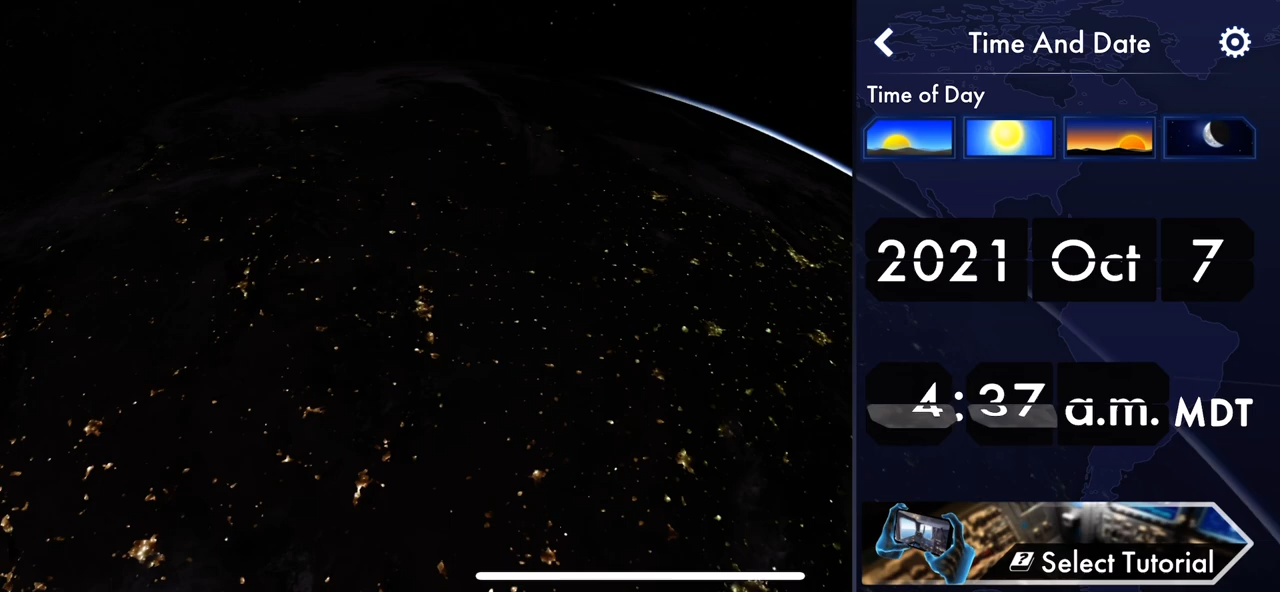 Time And Date
Time of Day
2021 Oct 7
4:37 a.m. MDT
Select Tutorial